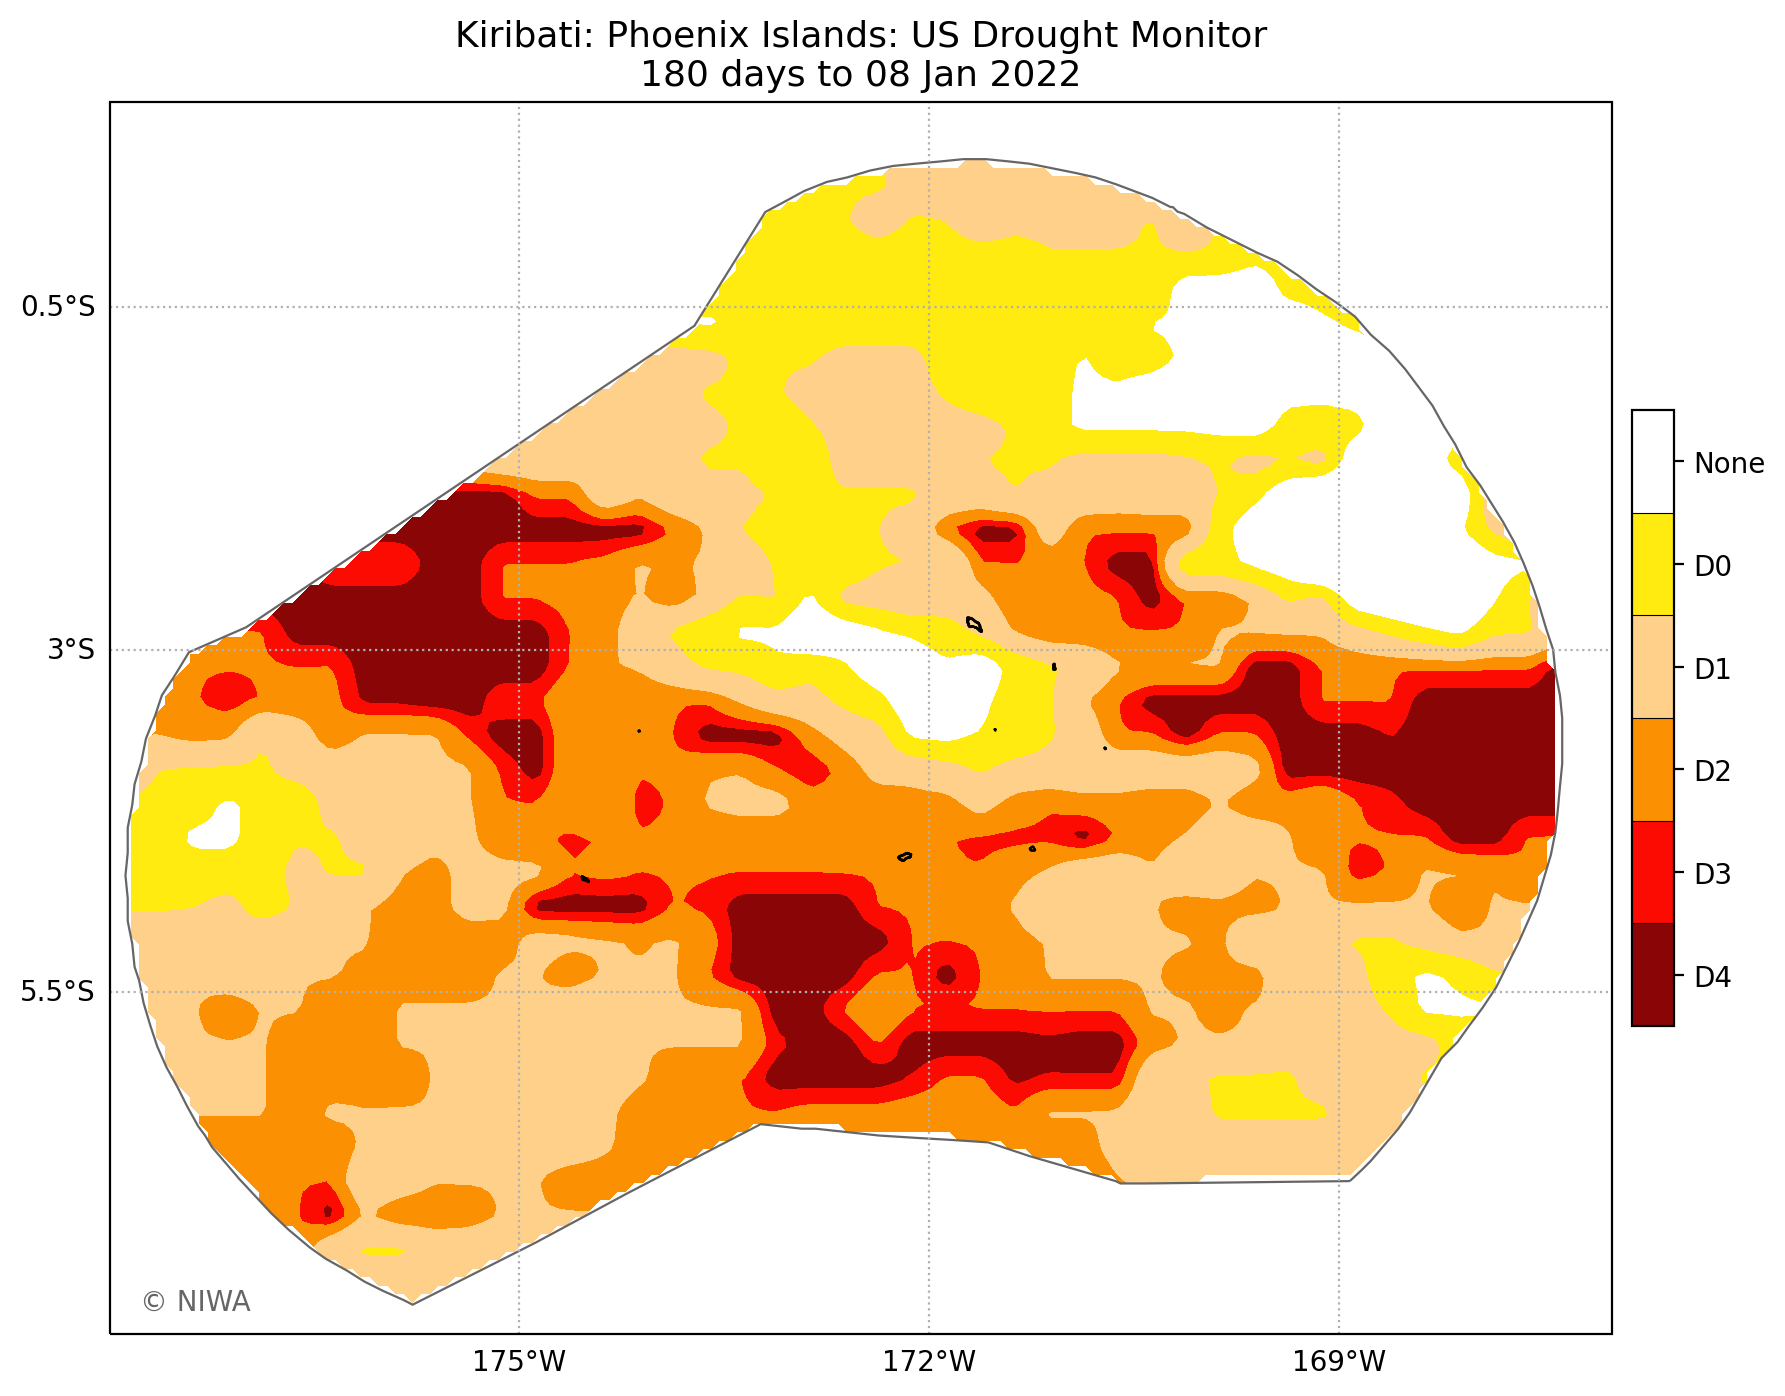 Kiribati: Phoenix Islands: US Drought Monitor
180 days to 08 Jan 2022
0.5°S
3°S
5.5°S
175°W
172°W
169°W
None
D0
D1
D2
D3
D4
© NIWA